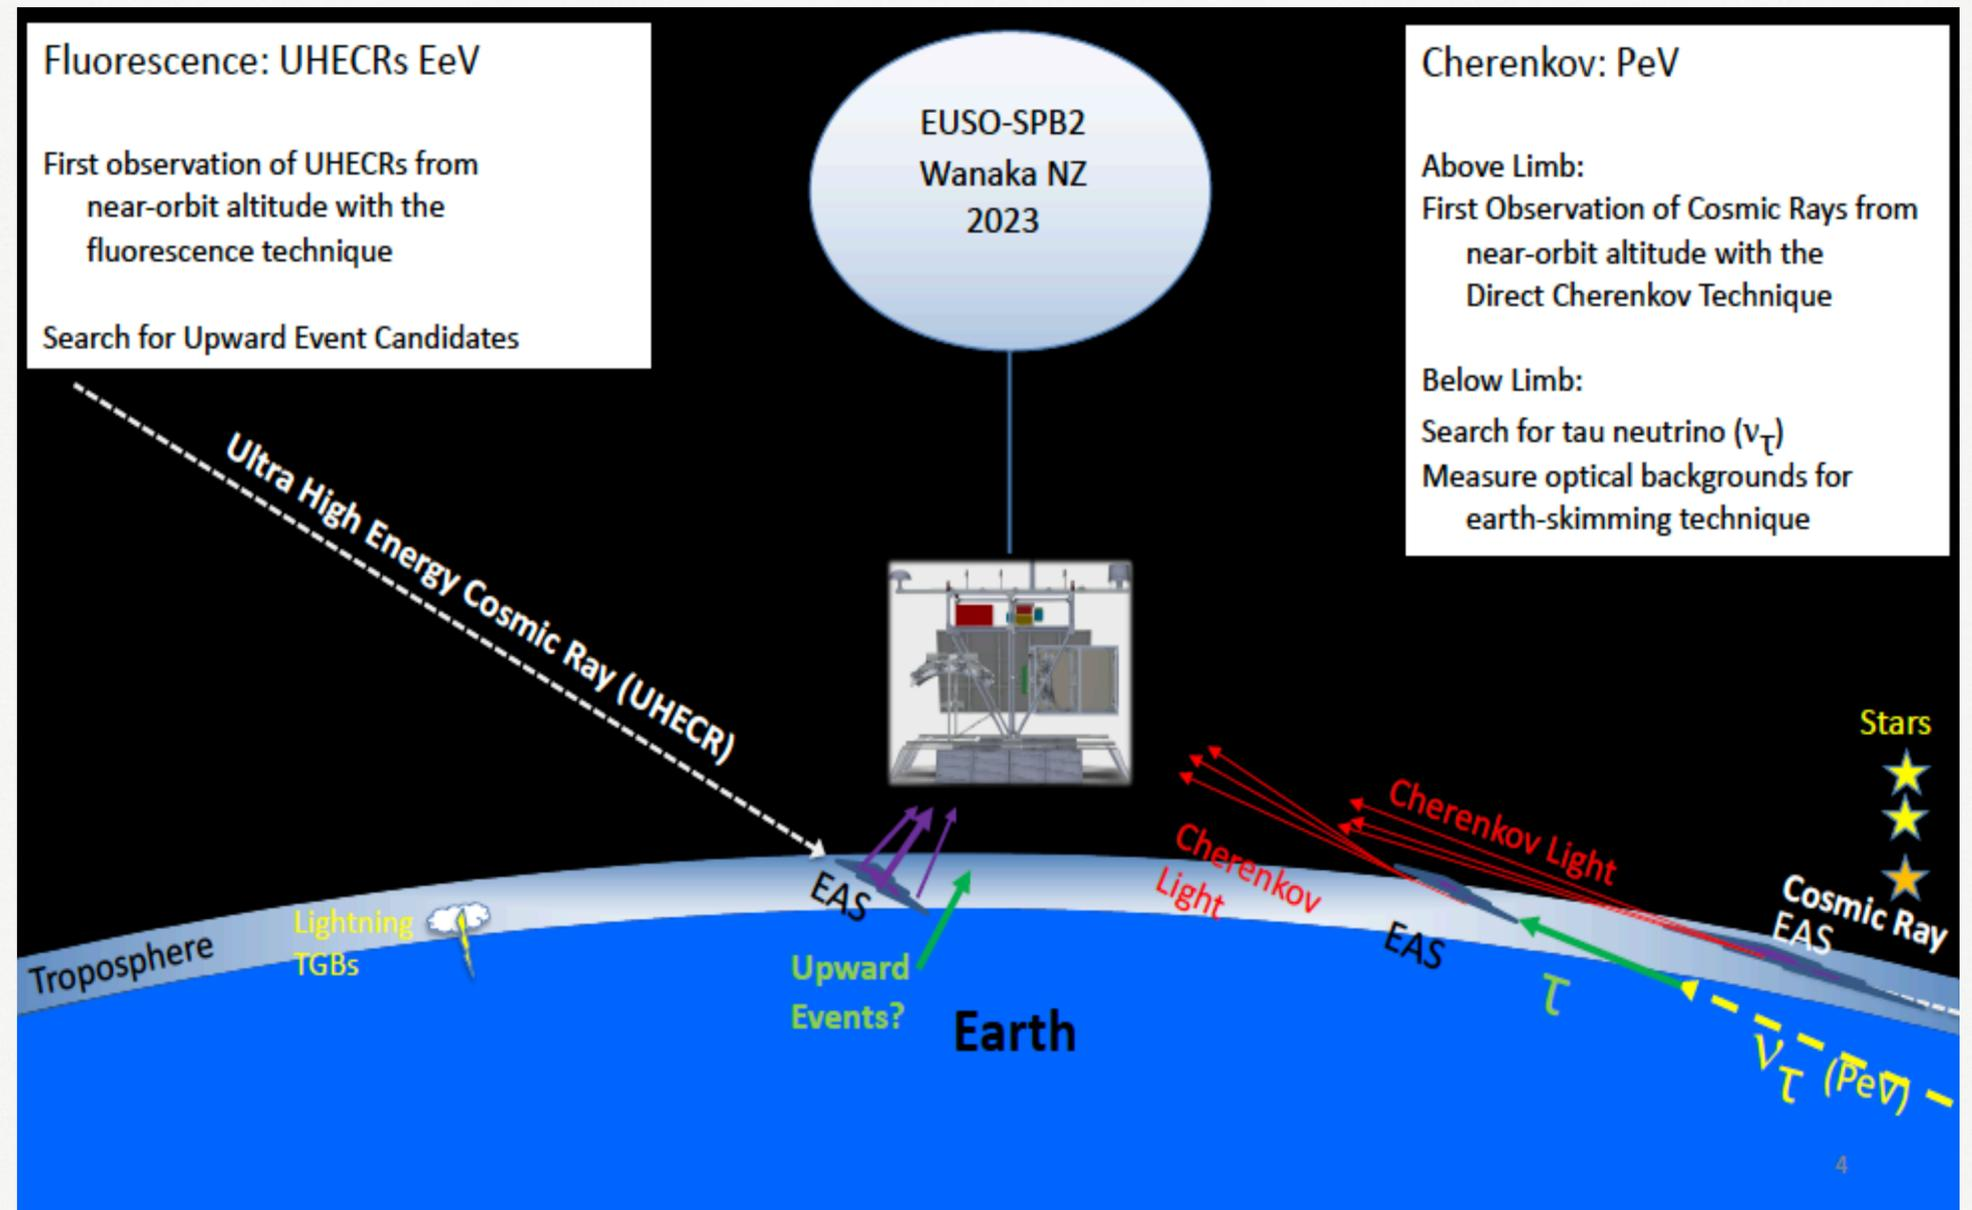 Fluorescence: UHECRs EeV
First observation of UHECRs from
near-orbit altitude with the
fluorescence technique
Search for Upward Event Candidates
EUSO-SPB2
Wanaka NZ
2023
Cherenkov: PeV
Above Limb:
First Observation of Cosmic Rays from
near-orbit altitude with the
Direct Cherenkov Technique
Below Limb:
Search for tau neutrino (ντ)
Measure optical backgrounds for
earth-skimming technique
Ultra High Energy Cosmic Ray (UHECR)
Stars
Cherenkov Light
Cherenkov
Light
Cosmic Ray
EAS
EAS
EAS
Lightning
TGBs
Troposphere
Upward
Events?
Earth
τ
ντ (PeV)
4